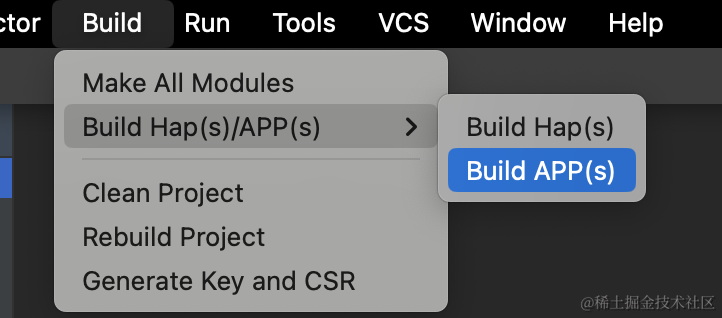 ctor Build Run Tools VCS Window Help
Make All Modules
Build Hap(s)/APP(s)
Build Hap(s)
Build APP(s)
Clean Project
Rebuild Project
Generate Key and CSR
@稀土掘金技术社区